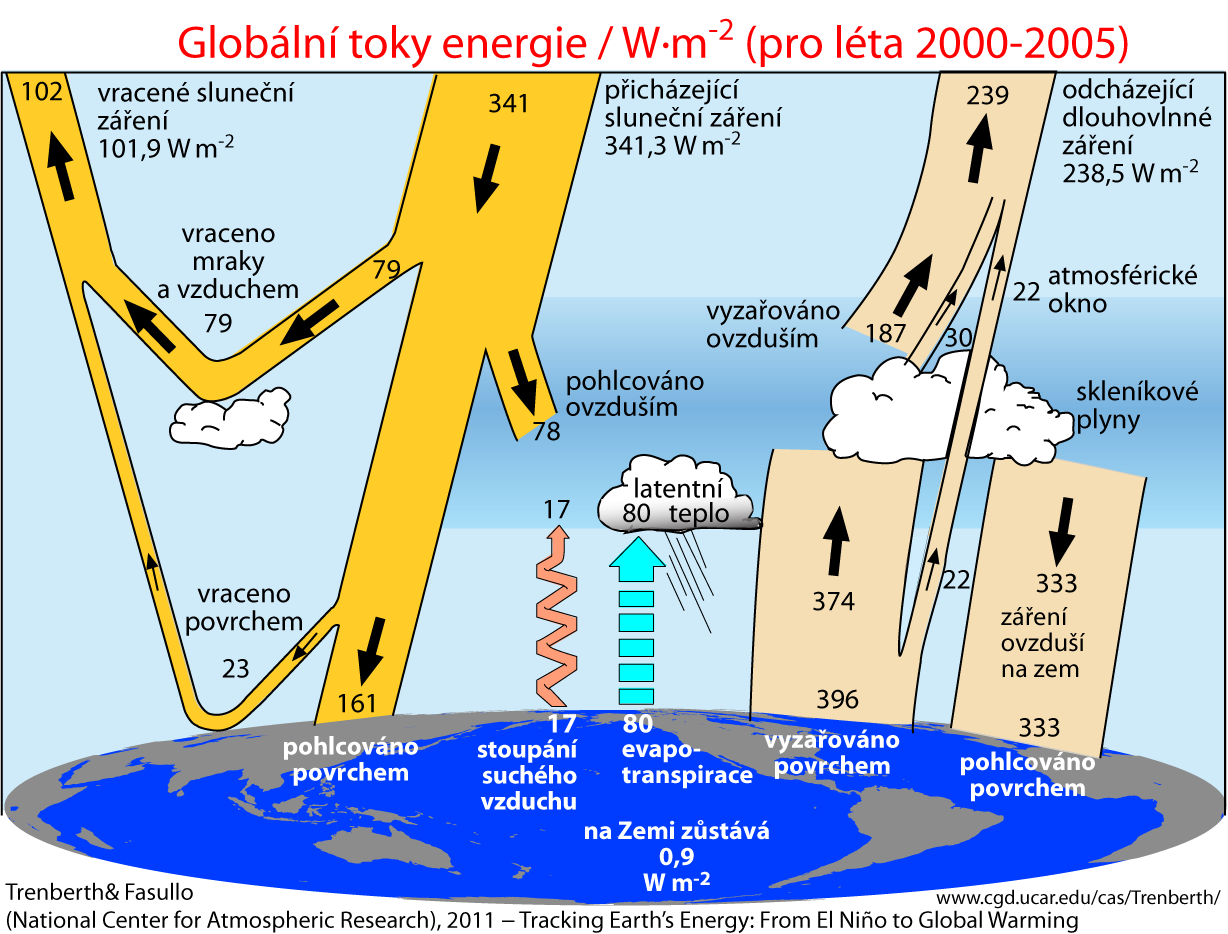 Globální toky energie / W·m-2 (pro léta 2000-2005)
102
vracené sluneční
záření
101,9 W m-2
341
přicházející
sluneční záření
341,3 W m-2
239
odcházející
dlouhovlnné
záření
238,5 W m-2
vraceno
mraky
a vzduchem
79
79
vyzařováno
ovzduším
187
30
22
atmosférické
okno
pohlcováno
ovzduším
78
skleníkové
plyny
latentní
80 teplo
17
vraceno
povrchem
23
161
374
22
333
záření
ovzduší
na zem
396
333
pohlcováno
povrchem
17
stoupání
suchého
vzduchu
80
evapo-
transpirace
vyzařováno
povrchem
pohlcováno
povrchem
na Zemi zůstává
0,9
W m-2
Trenberth& Fasullo
www.cgd.ucar.edu/cas/Trenberth/
(National Center for Atmospheric Research), 2011 – Tracking Earth's Energy: From El Niño to Global Warming